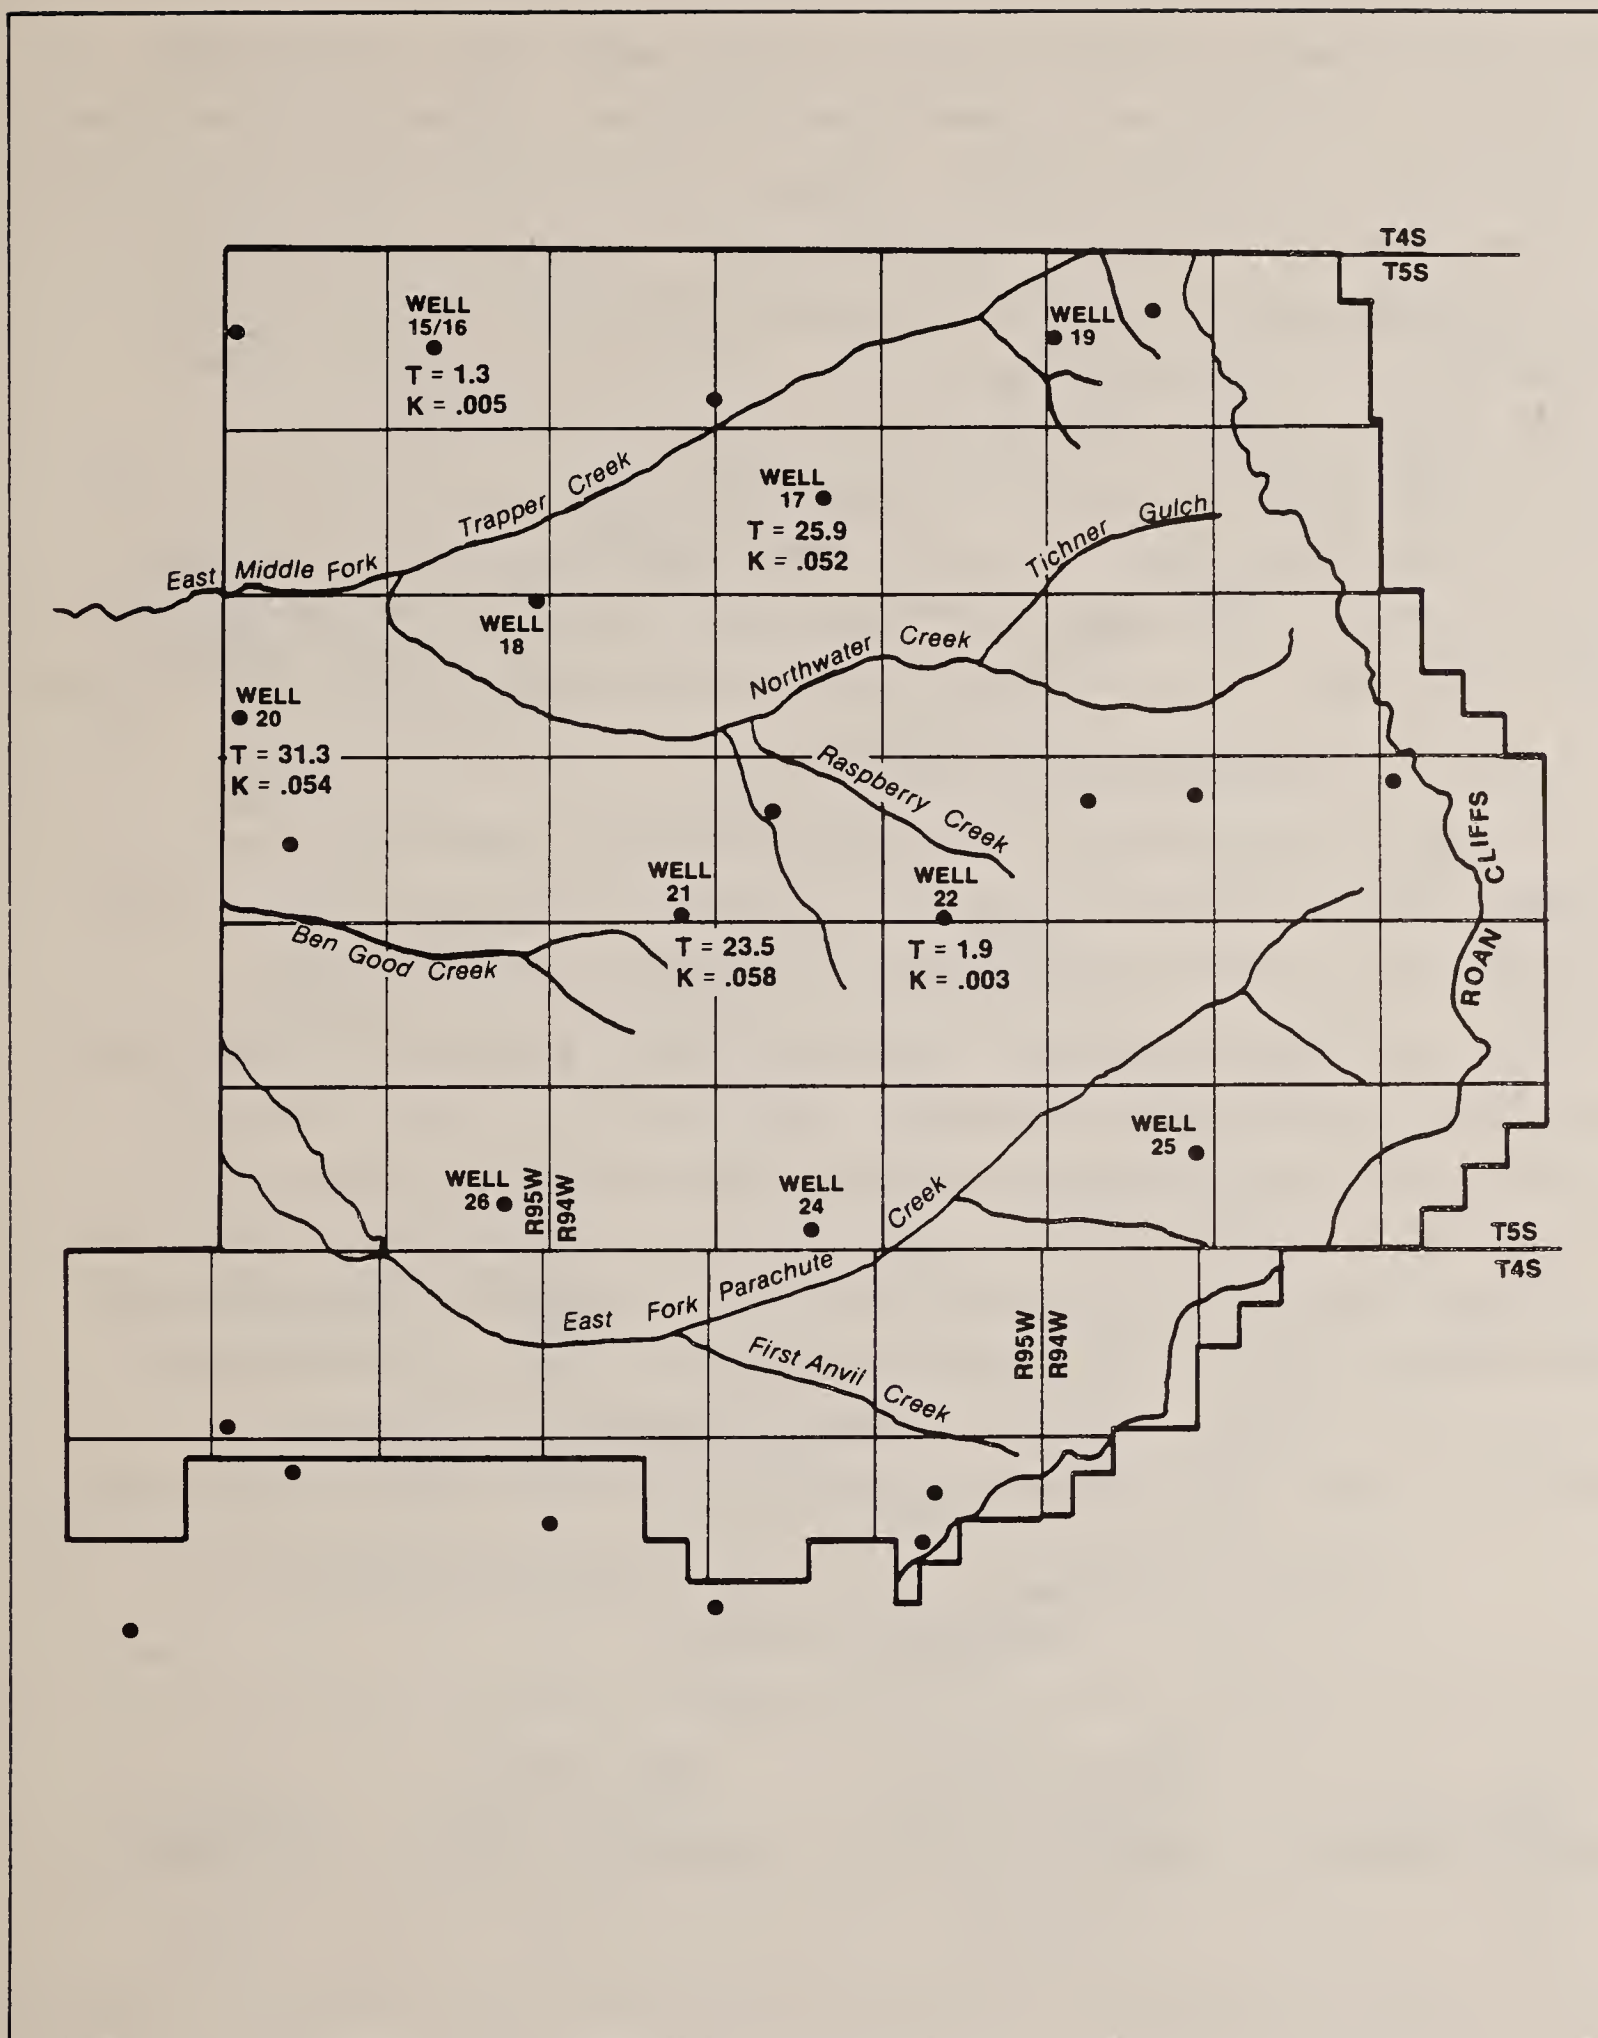 T4S
T5S
WELL
15/16
T = 1.3
K = .005
WELL
19
Trapper Creek
WELL
17
T = 25.9
K = .052
Tichner Gulch
East Middle Fork
WELL
18
Northwater Creek
WELL
20
T = 31.3
K = .054
Raspberry Creek
ROAN CLIFFS
WELL
21
T = 23.5
K = .058
WELL
22
T = 1.9
K = .003
Ben Good Creek
WELL
25
WELL
26
R95W
R94W
WELL
24
T5S
T4S
East Fork Parachute Creek
R95W
R94W
First Anvil Creek